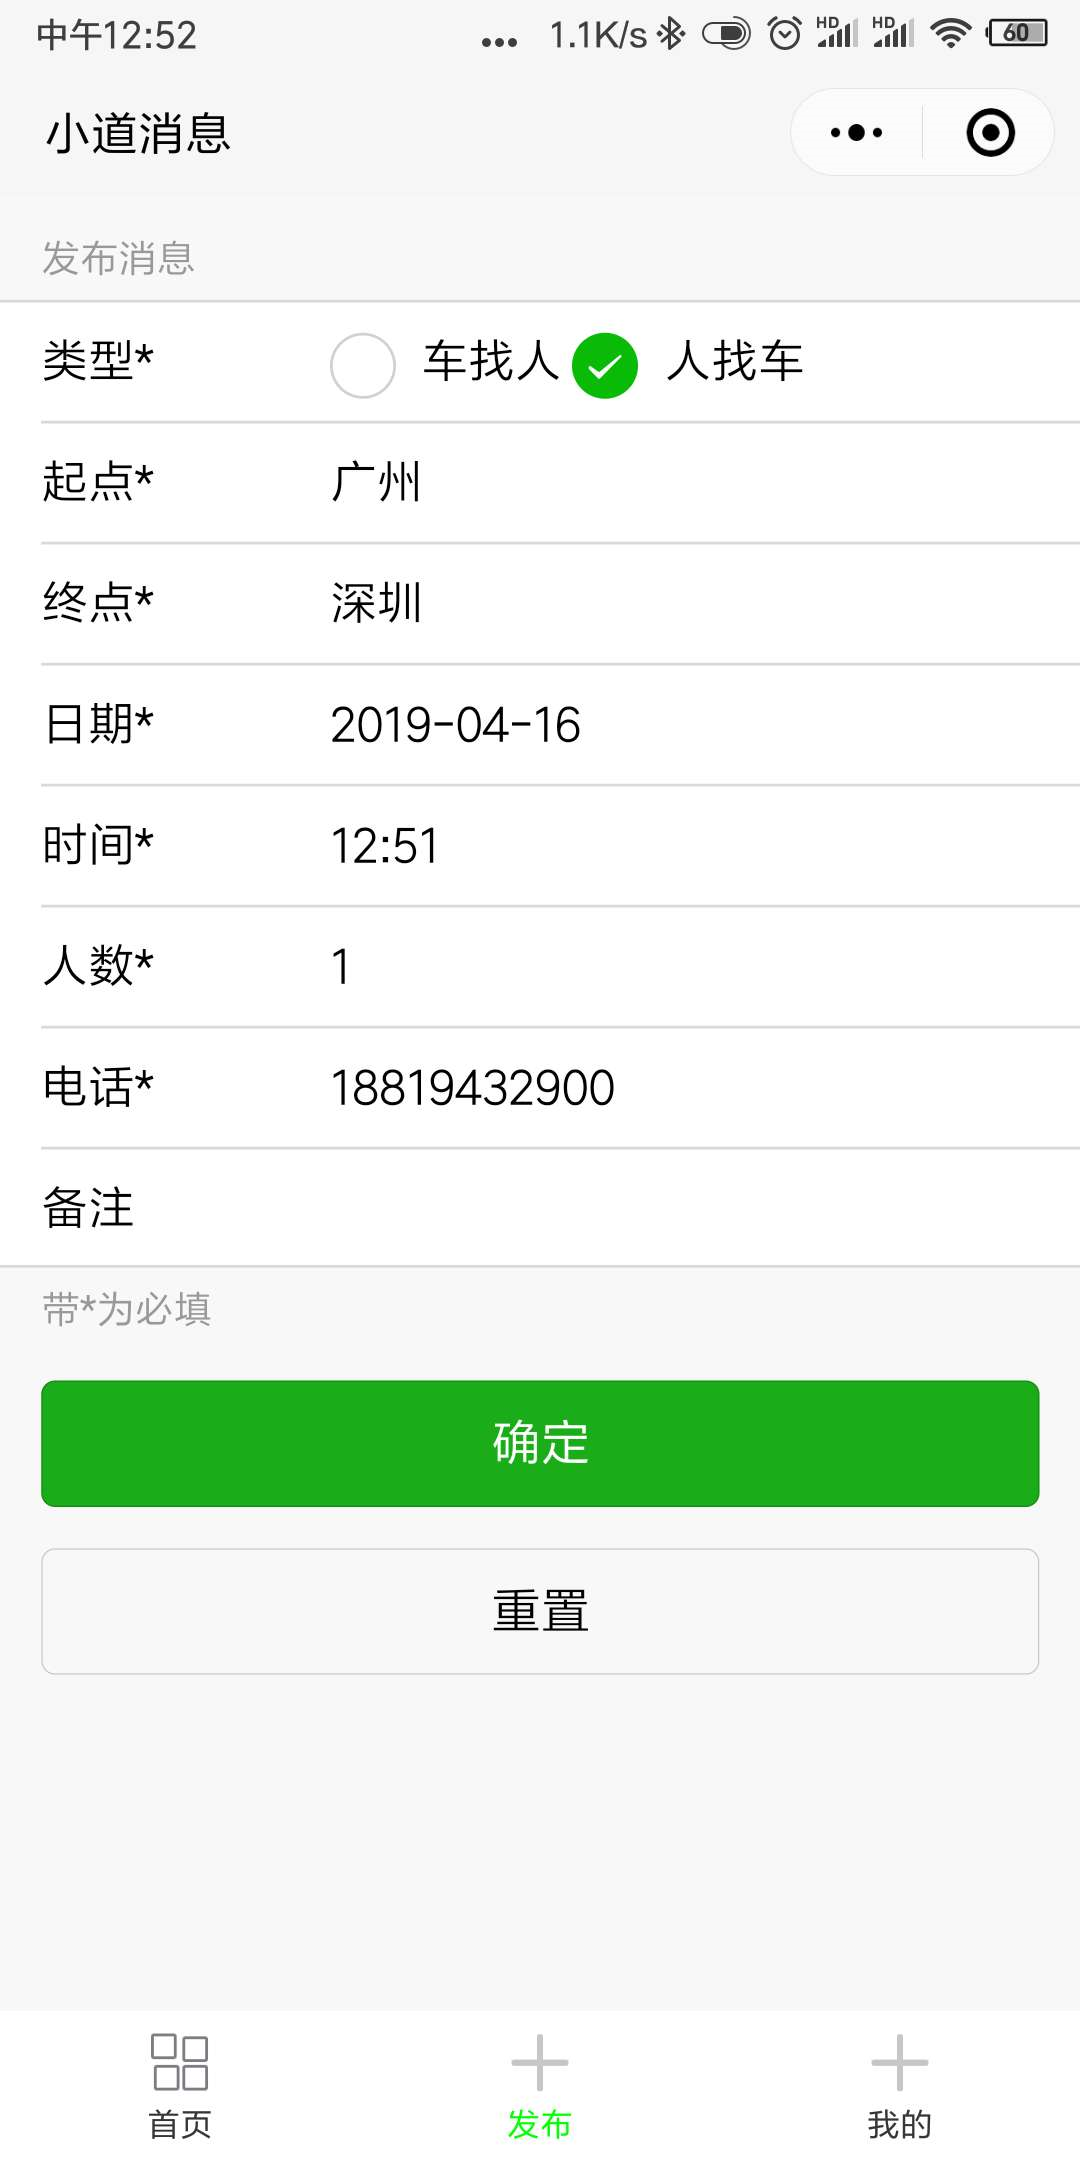 中午12:52 ... 1.1K/s HD HD 60
小道消息
发布消息
类型* 车找人 人找车
起点* 广州
终点* 深圳
日期* 2019-04-16
时间* 12:51
人数* 1
电话* 18819432900
备注
带*为必填
确定
重置
首页 发布 我的